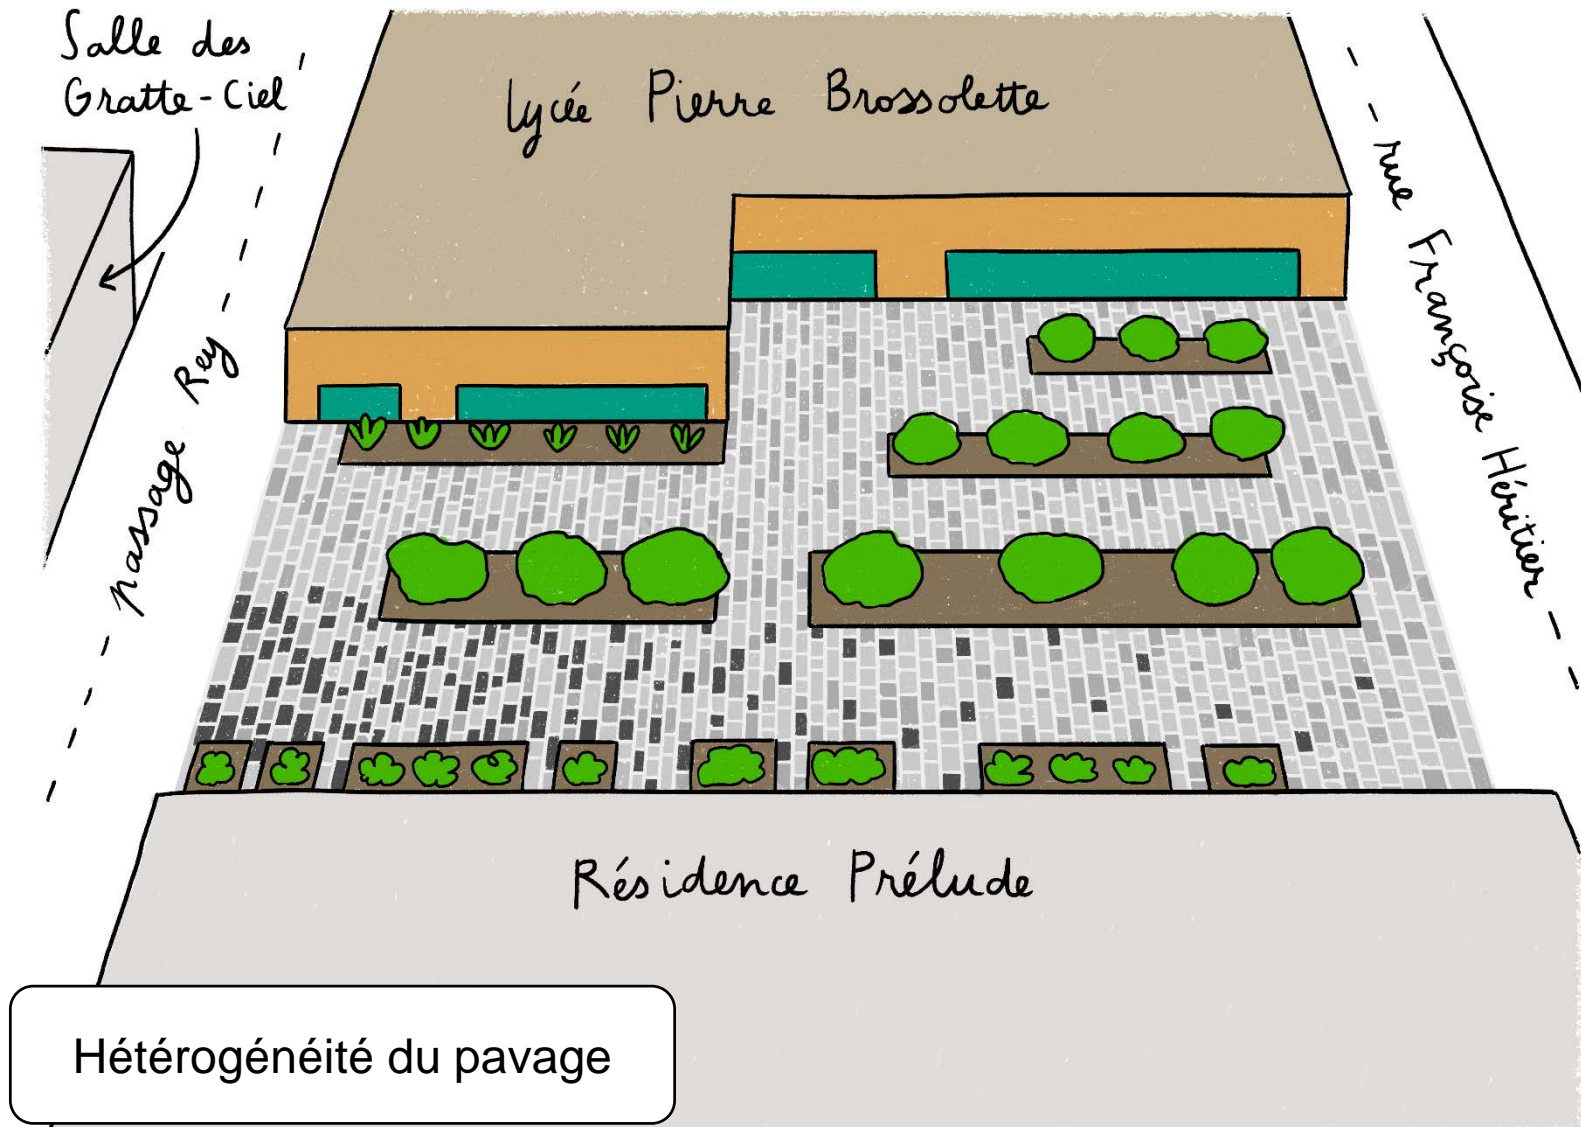 Salle des
Gratte-Ciel
Lycée Pierre Brossolette
passage Rey
rue Françoise Héritier
Résidence Prélude
Hétérogénéité du pavage